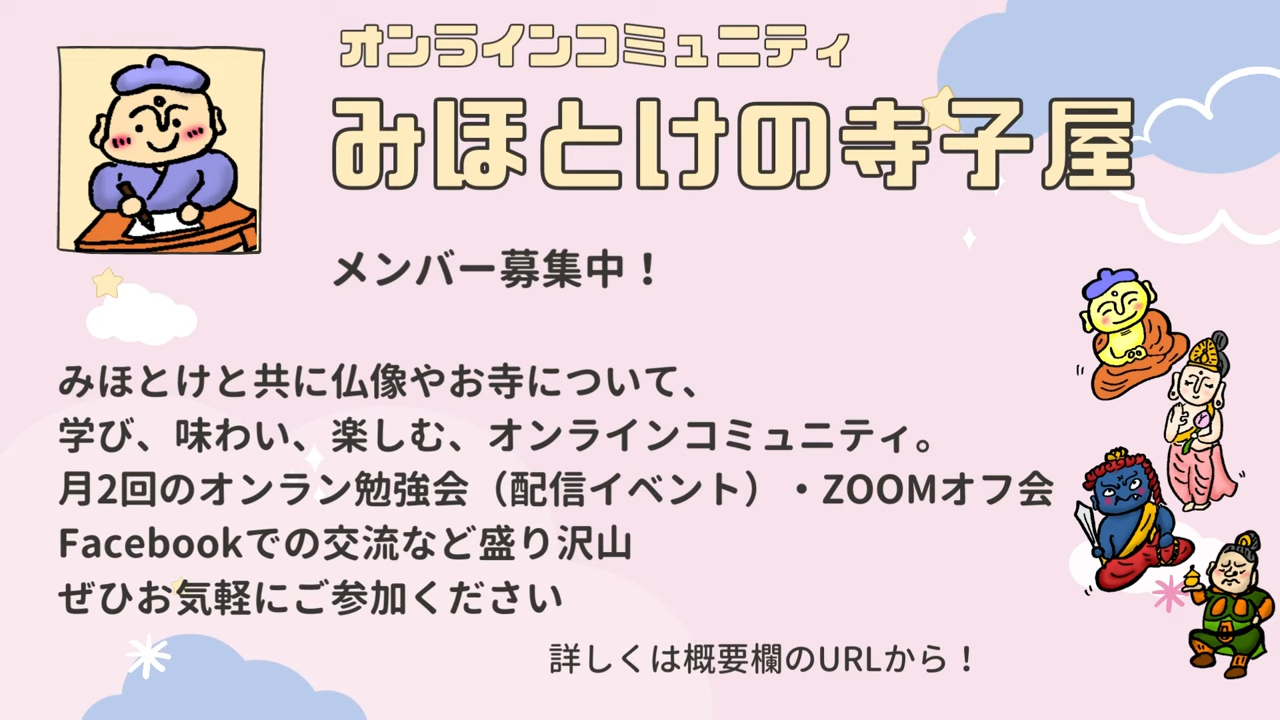 オンラインコミュニティ
みほとけの寺子屋
メンバー募集中！
みほとけと共に仏像やお寺について、
学び、味わい、楽しむ、オンラインコミュニティ。
月2回のオンラン勉強会（配信イベント）・ZOOMオフ会
Facebookでの交流など盛り沢山
ぜひお気軽にご参加ください
詳しくは概要欄のURLから！